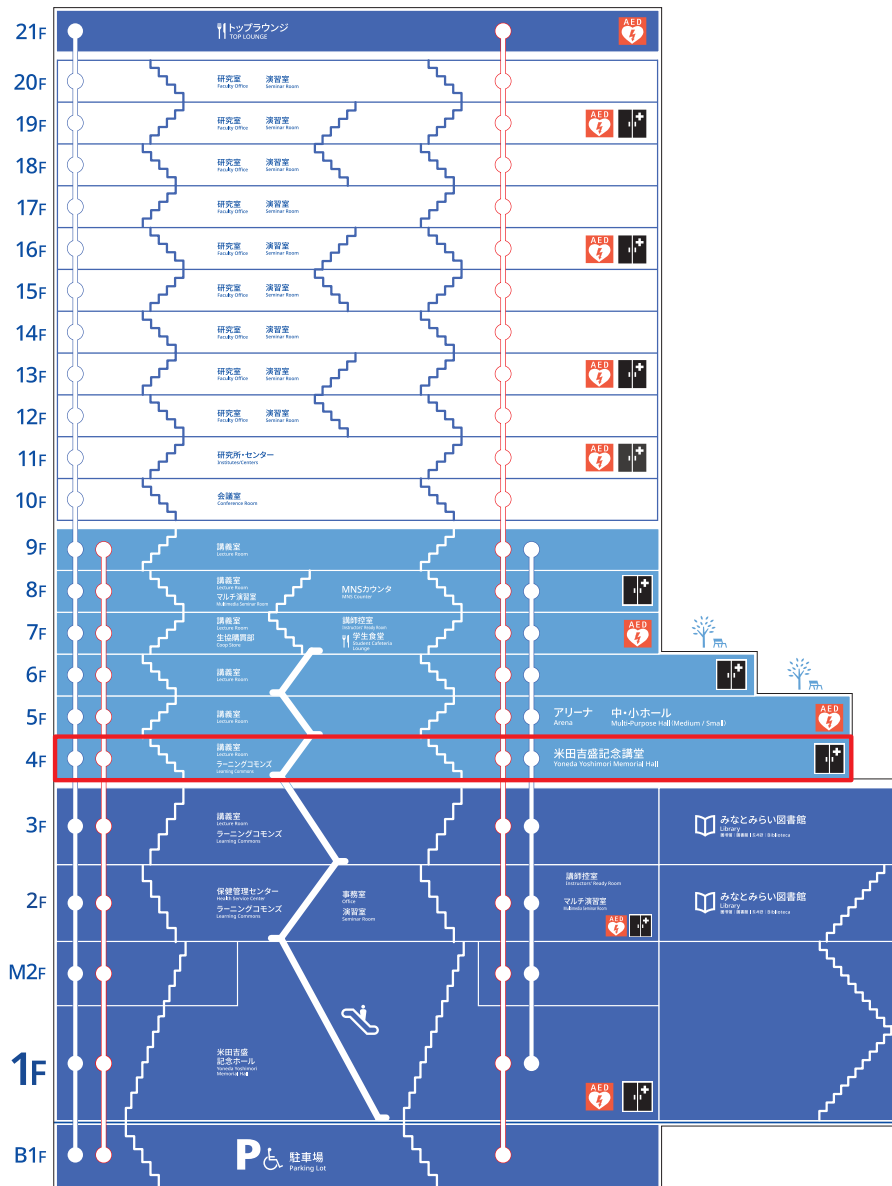 21F
トップラウンジ
TOP LOUNGE
AED
20F
研究室 演習室
Faculty Office Seminar Room
19F
研究室 演習室
Faculty Office Seminar Room
AED
18F
研究室 演習室
Faculty Office Seminar Room
17F
研究室 演習室
Faculty Office Seminar Room
16F
研究室 演習室
Faculty Office Seminar Room
AED
15F
研究室 演習室
Faculty Office Seminar Room
14F
研究室 演習室
Faculty Office Seminar Room
13F
研究室 演習室
Faculty Office Seminar Room
AED
12F
研究室 演習室
Faculty Office Seminar Room
11F
研究所・センター
Institutes/Centers
AED
10F
会議室
Conference Room
9F
講義室
Lecture Room
8F
講義室
Lecture Room
マルチ演習室
Multimedia Seminar Room
MNSカウンタ
MNS Counter
7F
講義室
Lecture Room
生協購買部
Coop Store
講師控室
Instructors' Ready Room
学生食堂
Student Cafeteria
Lounge
AED
6F
講義室
Lecture Room
5F
講義室
Lecture Room
アリーナ
Arena
中・小ホール
Multi-Purpose Hall (Medium / Small)
AED
4F
講義室
Lecture Room
ラーニングコモンズ
Learning Commons
米田吉盛記念講堂
Yoneda Yoshimori Memorial Hall
3F
講義室
Lecture Room
ラーニングコモンズ
Learning Commons
みなとみらい図書館
Library
2F
保健管理センター
Health Service Center
ラーニングコモンズ
Learning Commons
事務室
Office
演習室
Seminar Room
講師控室
Instructors' Ready Room
マルチ演習室
Multimedia Seminar Room
AED
みなとみらい図書館
Library
M2F
1F
米田吉盛
記念ホール
Yoneda Yoshimori
Memorial Hall
AED
B1F
P
駐車場
Parking Lot